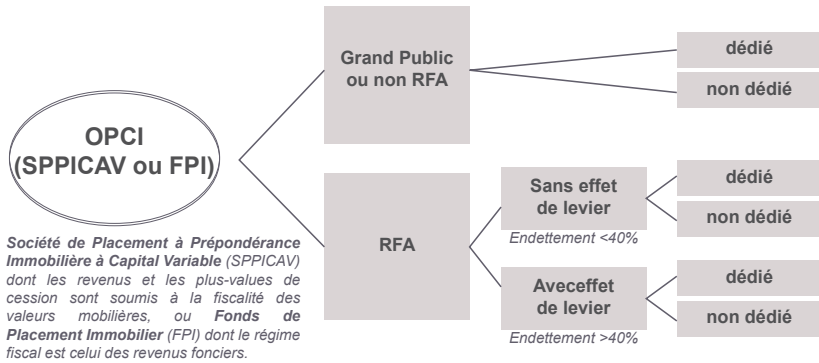 OPCI
(SPPICAV ou FPI)
Société de Placement à Prépondérance
Immobilière à Capital Variable (SPPICAV)
dont les revenus et les plus-values de
cession sont soumis à la fiscalité des
valeurs mobilières, ou Fonds de
Placement Immobilier (FPI) dont le régime
fiscal est celui des revenus fonciers.
Grand Public
ou non RFA
dédié
non dédié
RFA
Sans effet
de levier
Endettement <40%
dédié
non dédié
Aveceffet
de levier
Endettement >40%
dédié
non dédié